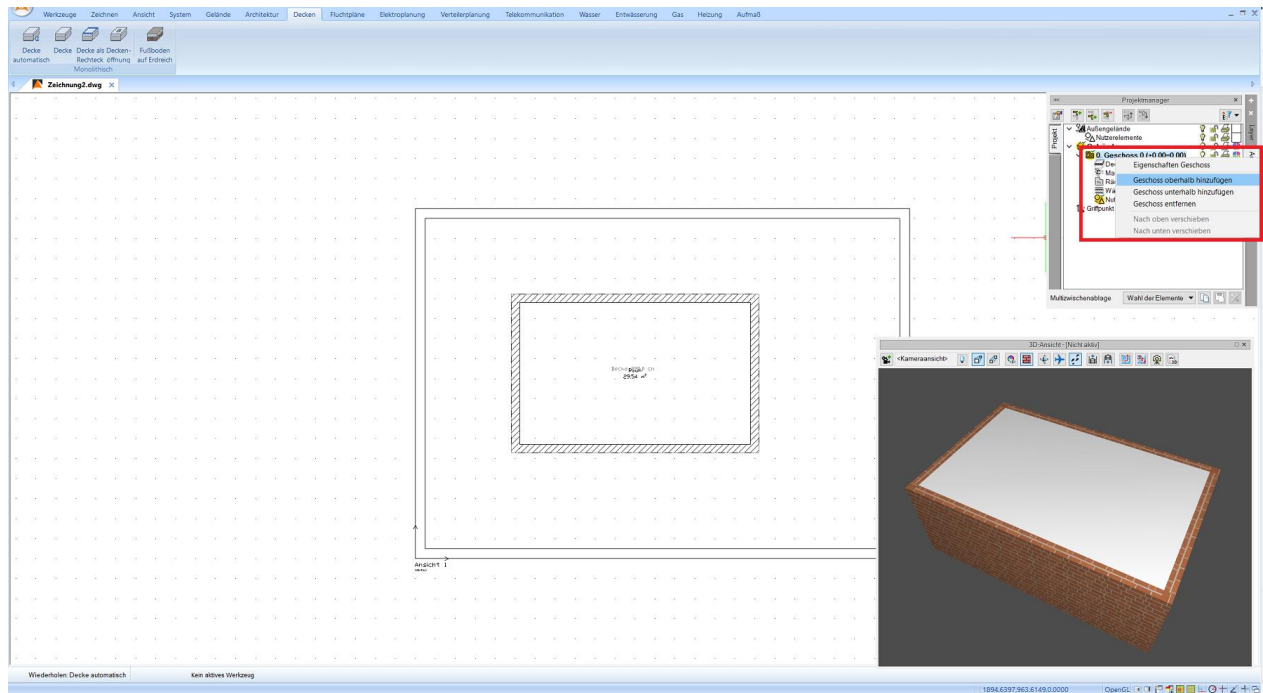 Werkzeuge Zeichnen Ansicht System Gelände Architektur Decken Fluchtpläne Elektroplanung Verteilerplanung Telekommunikation Wasser Entwässerung Gas Heizung Aufmaß
Decke automatisch
Decke
Decke als Rechteck
Decken-öffnung
Fußboden auf Erdreich
Monolithisch
Zeichnung2.dwg
Projektmanager
Projekt
Layer
Außengelände
Nutzerelemente
0. Geschoss 0 (+0.00=0.00)
Eigenschaften Geschoss
Geschoss oberhalb hinzufügen
Geschoss unterhalb hinzufügen
Geschoss entfernen
Nach oben verschieben
Nach unten verschieben
Griffpunkt
Multizwischenablage Wahl der Elemente
29.54 m²
Ansicht 1
3D-Ansicht - [Nicht aktiv]
<Kameraansicht>
Wiederholen: Decke automatisch Kein aktives Werkzeug
1894.6397,963.6149,0.0000 OpenGL